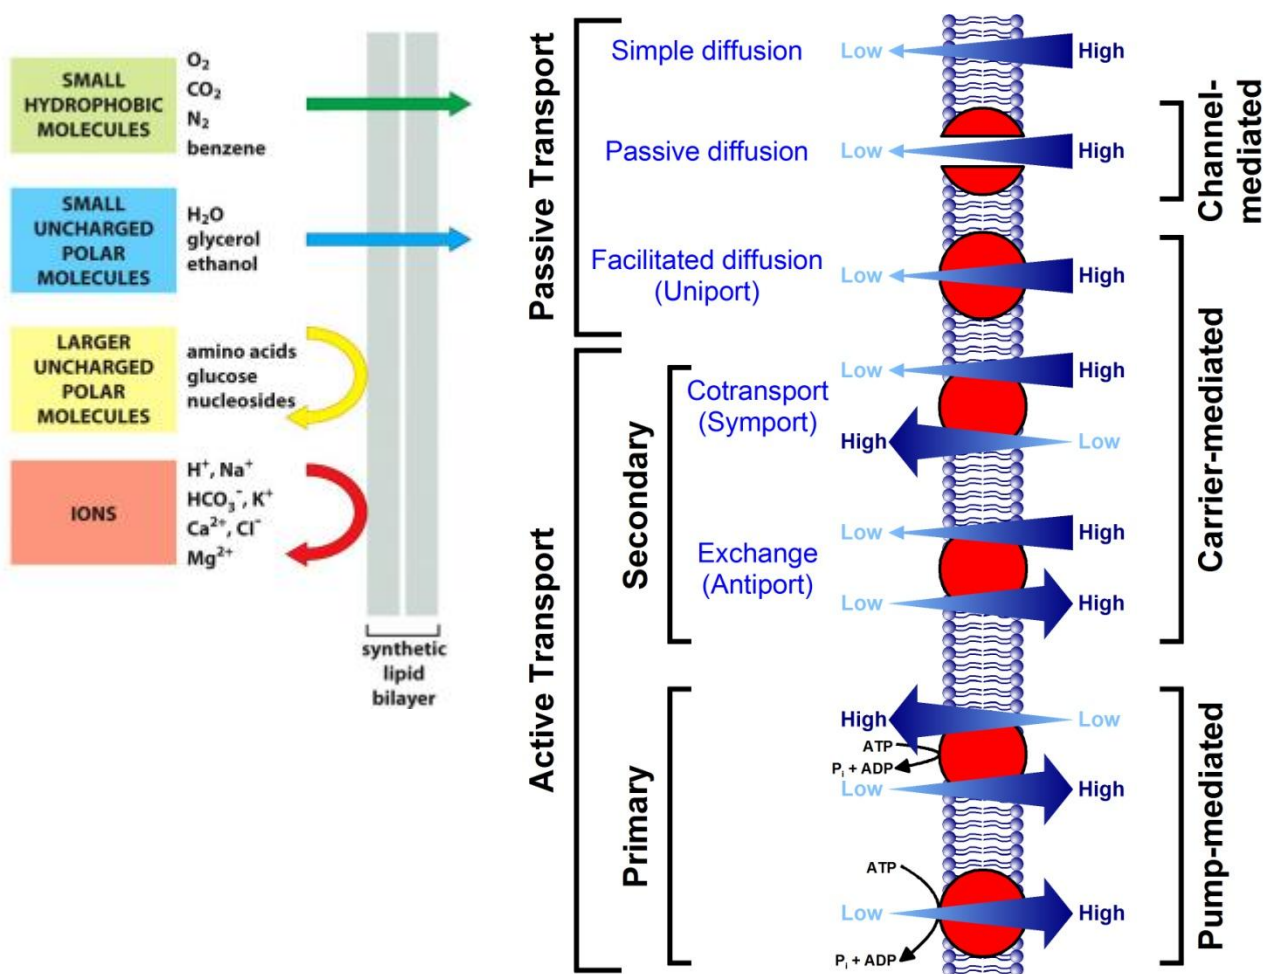 SMALL
HYDROPHOBIC
MOLECULES
O₂
CO₂
N₂
benzene
SMALL
UNCHARGED
POLAR
MOLECULES
H₂O
glycerol
ethanol
LARGER
UNCHARGED
POLAR
MOLECULES
amino acids
glucose
nucleosides
IONS
H⁺, Na⁺
HCO₃⁻, K⁺
Ca²⁺, Cl⁻
Mg²⁺
synthetic
lipid
bilayer
Passive Transport
Simple diffusion
Low
High
Passive diffusion
Low
High
Channel-
mediated
Facilitated diffusion
(Uniport)
Low
High
Active Transport
Secondary
Cotransport
(Symport)
Low
High
High
Low
Exchange
(Antiport)
Low
High
Low
High
Carrier-mediated
Primary
High
Low
ATP
Pᵢ + ADP
Low
High
ATP
Low
High
Pᵢ + ADP
Pump-mediated